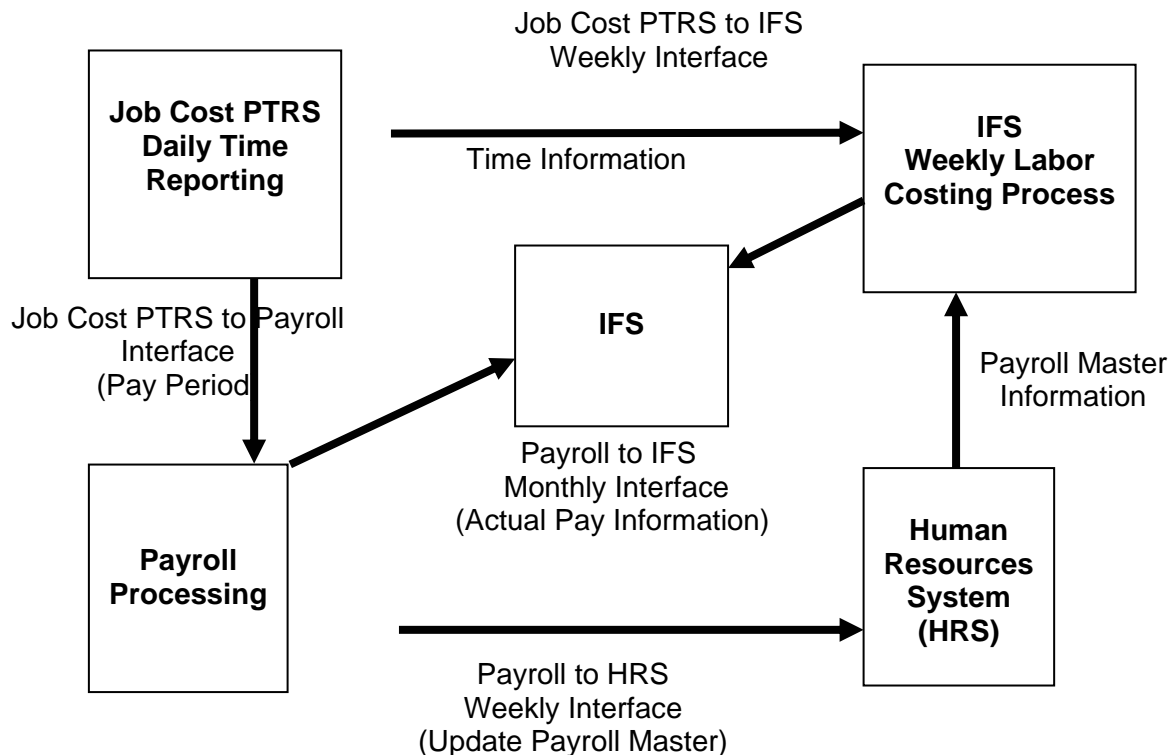 Job Cost PTRS to IFS
Weekly Interface
Job Cost PTRS
Daily Time
Reporting
Time Information
IFS
Weekly Labor
Costing Process
Job Cost PTRS to Payroll
Interface
(Pay Period
IFS
Payroll Master
Information
Payroll to IFS
Monthly Interface
(Actual Pay Information)
Payroll
Processing
Human
Resources
System
(HRS)
Payroll to HRS
Weekly Interface
(Update Payroll Master)